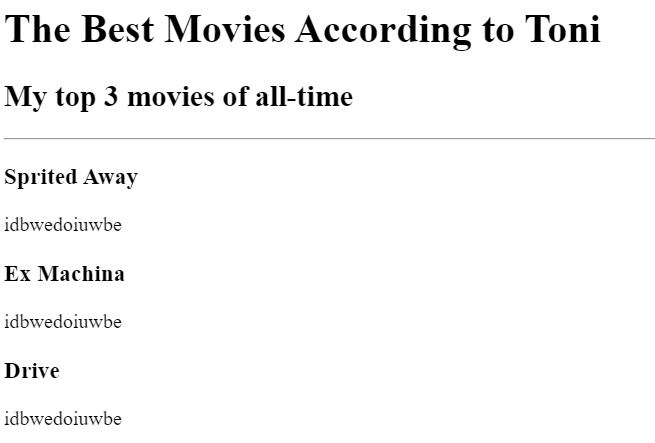 The Best Movies According to Toni
My top 3 movies of all-time
Sprited Away
idbwedoiuwbe
Ex Machina
idbwedoiuwbe
Drive
idbwedoiuwbe